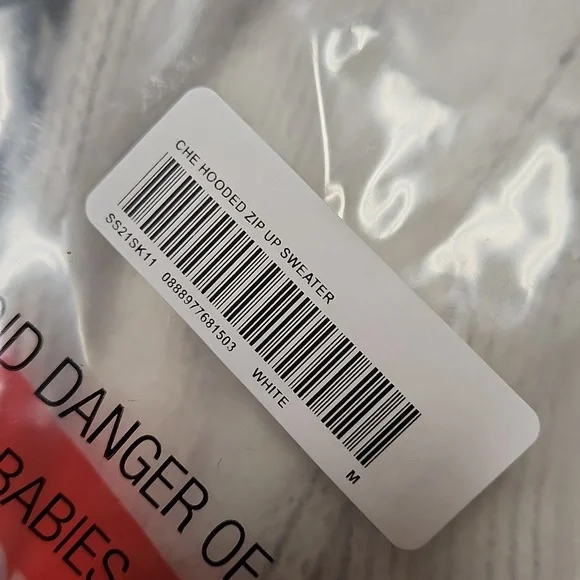 CHE HOODED ZIP UP SWEATER
SS21SK11 0888977681503 WHITE M
DANGER OF
BABIES